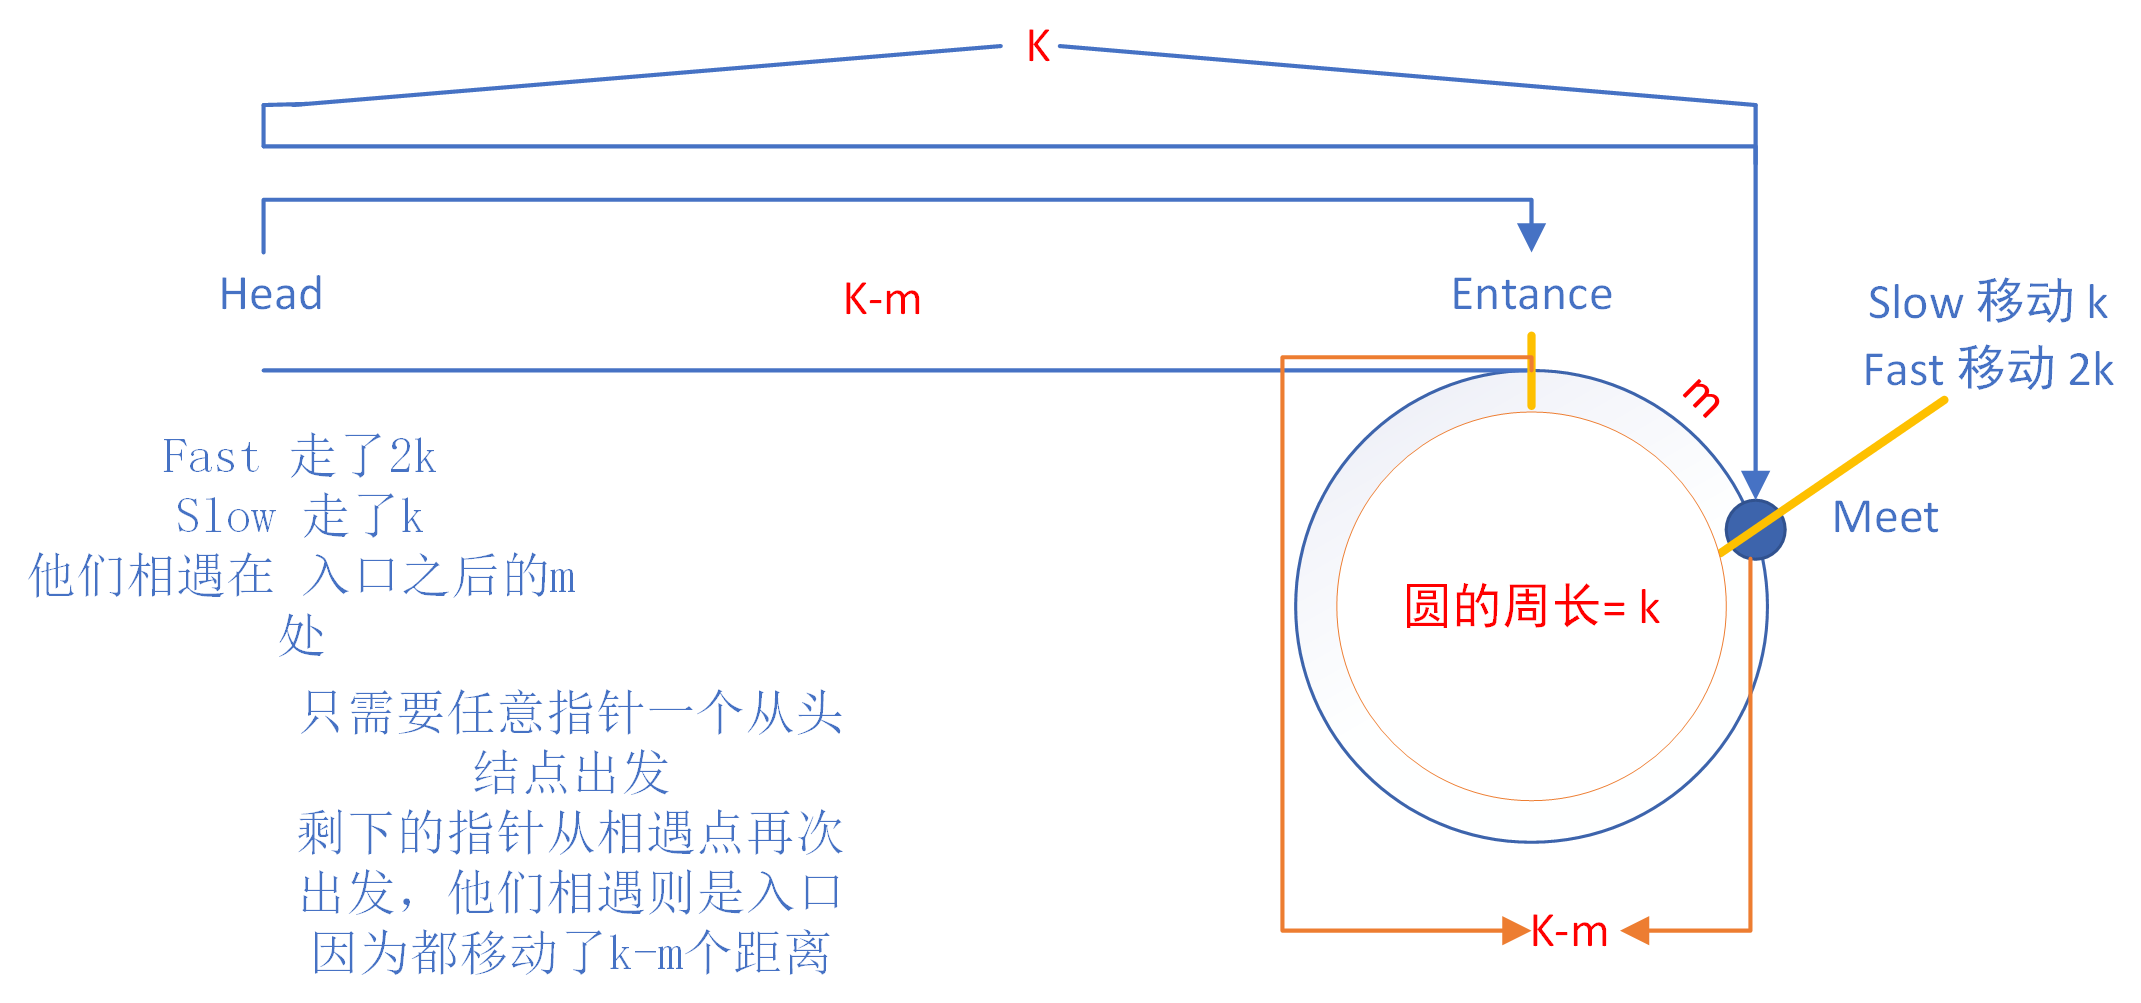 K
Head
K-m
Entance
Slow 移动 k
Fast 移动 2k
m
Fast 走了2k
Slow 走了k
他们相遇在 入口之后的m
处
Meet
圆的周长= k
只需要任意指针一个从头
结点出发
剩下的指针从相遇点再次
出发，他们相遇则是入口
因为都移动了k-m个距离
K-m